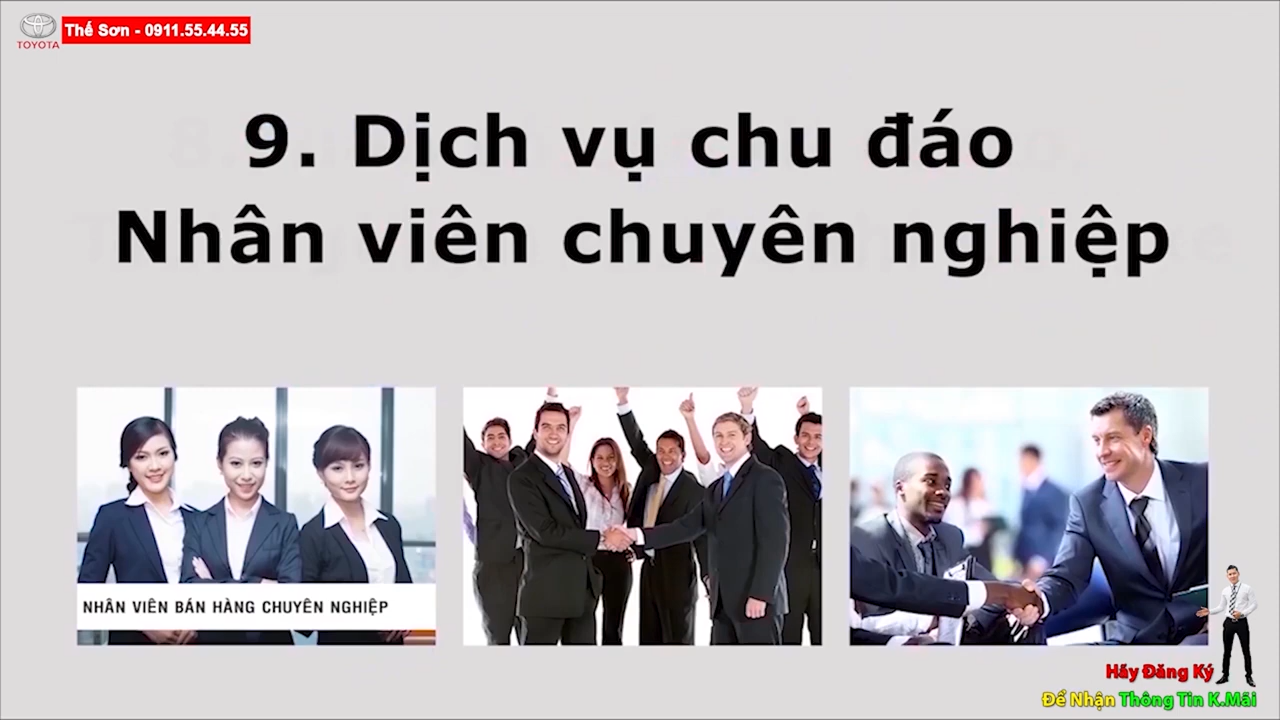 TOYOTA
Thế Sơn - 0911.55.44.55
9. Dịch vụ chu đáo
Nhân viên chuyên nghiệp
NHÂN VIÊN BÁN HÀNG CHUYÊN NGHIỆP
Hãy Đăng Ký
Để Nhận Thông Tin K.Mãi